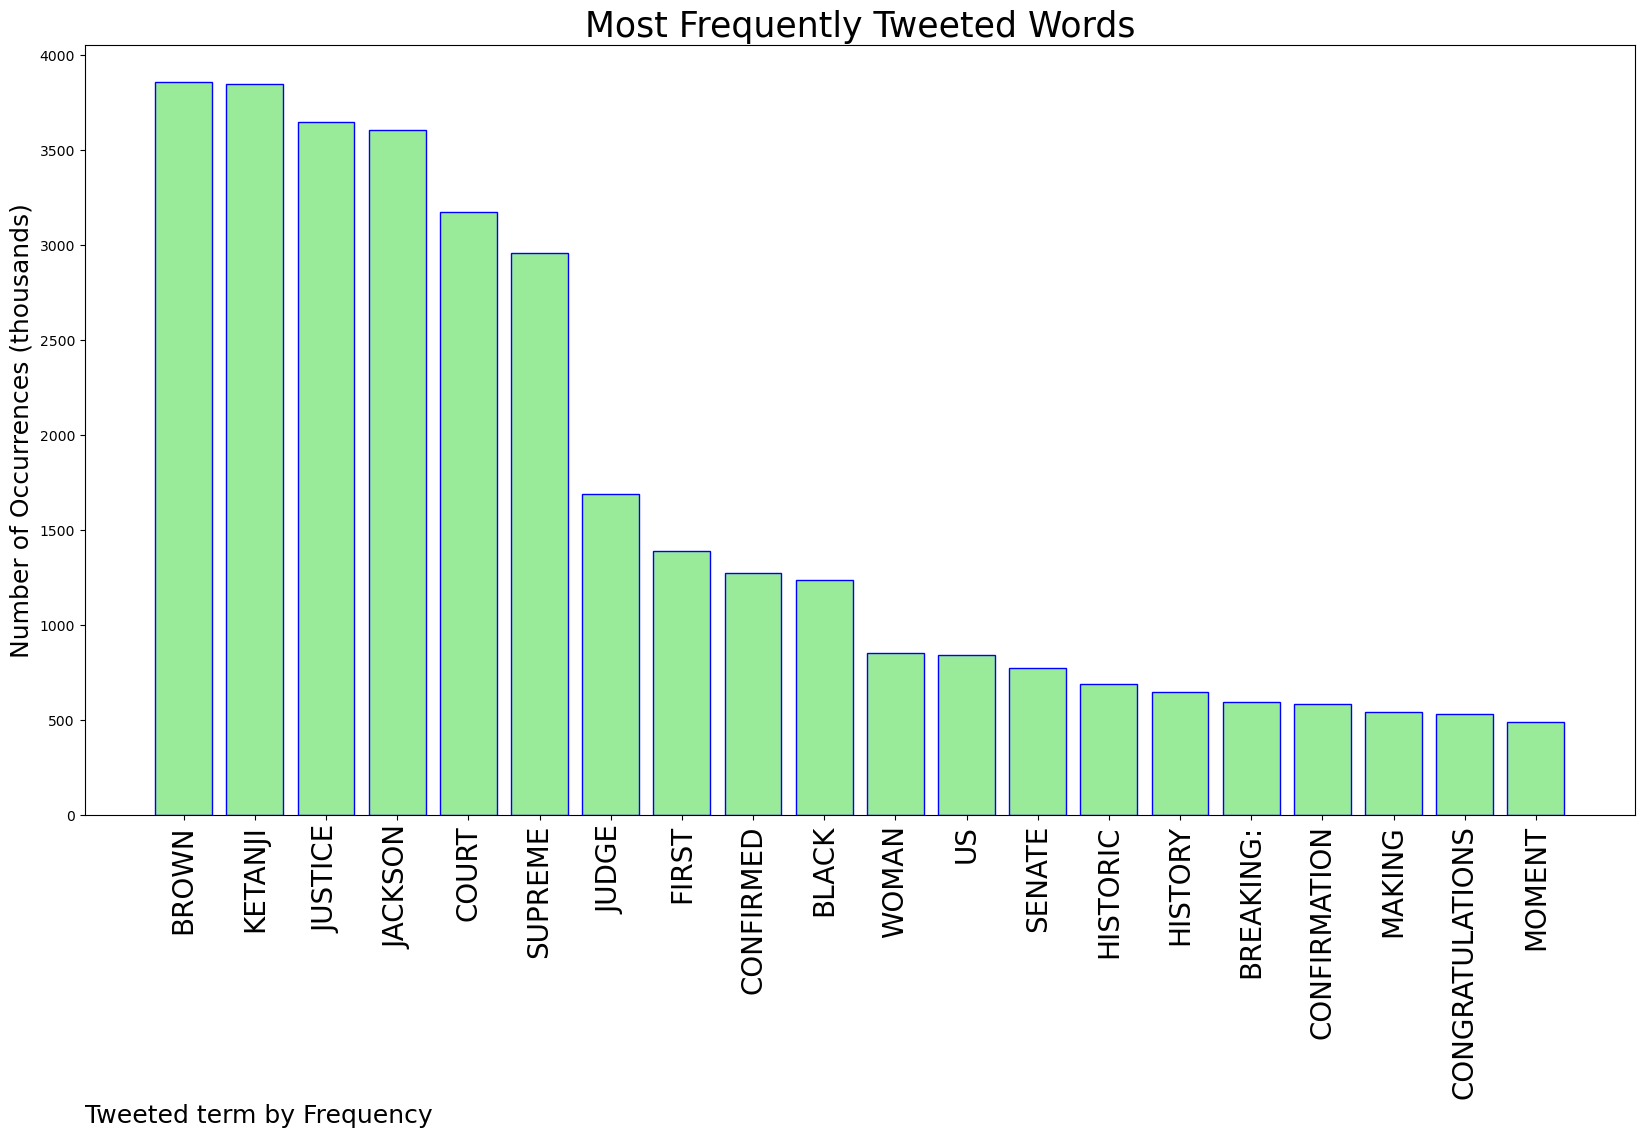 Most Frequently Tweeted Words
Number of Occurrences (thousands)
4000
3500
3000
2500
2000
1500
1000
500
0
BROWN
KETANJI
JUSTICE
JACKSON
COURT
SUPREME
JUDGE
FIRST
CONFIRMED
BLACK
WOMAN
US
SENATE
HISTORIC
HISTORY
BREAKING:
CONFIRMATION
MAKING
CONGRATULATIONS
MOMENT
Tweeted term by Frequency